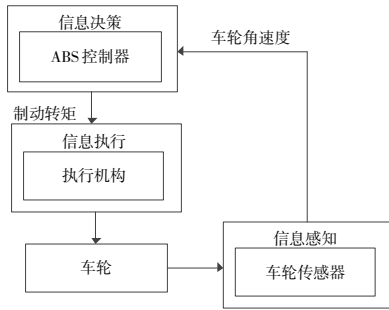 信息决策
ABS控制器
车轮角速度
制动转矩
信息执行
执行机构
信息感知
车轮
车轮传感器